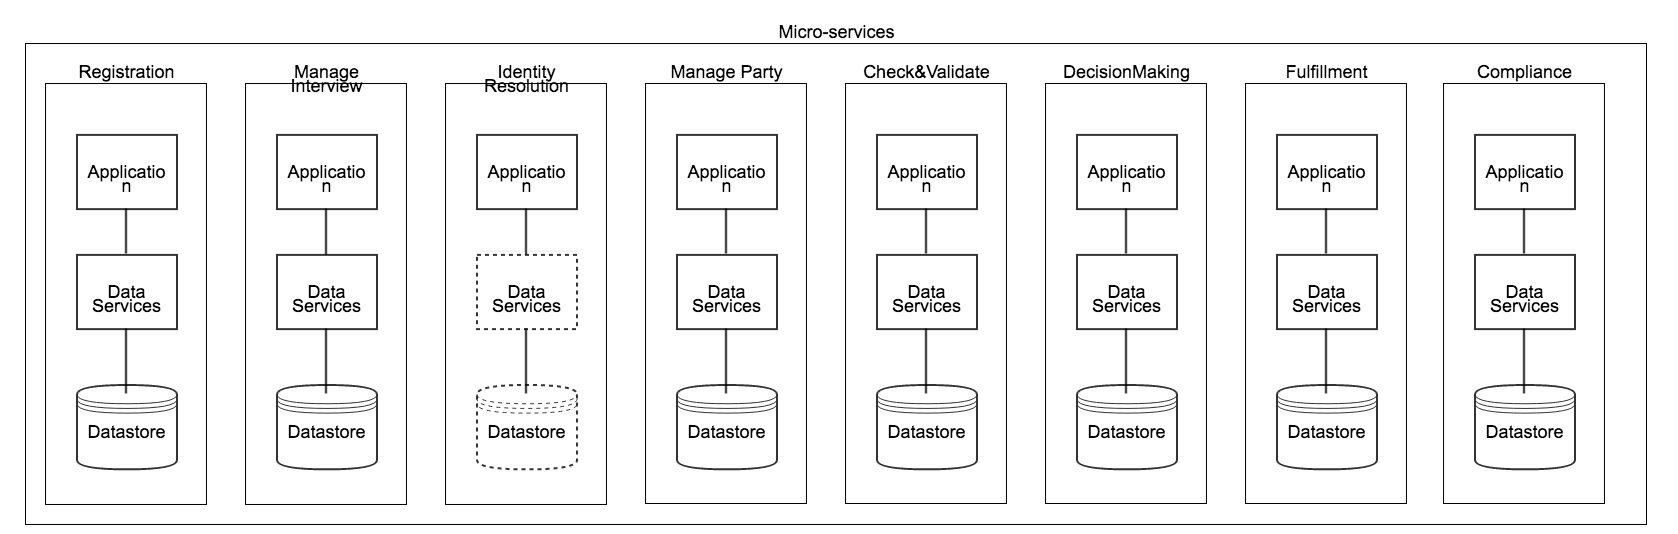 Micro-services
Registration
Manage
Interview
Identity
Resolution
Manage Party
Check&Validate
DecisionMaking
Fulfillment
Compliance
Applicatio
n
Applicatio
n
Applicatio
n
Applicatio
n
Applicatio
n
Applicatio
n
Applicatio
n
Applicatio
n
Data
Services
Data
Services
Data
Services
Data
Services
Data
Services
Data
Services
Data
Services
Data
Services
Datastore
Datastore
Datastore
Datastore
Datastore
Datastore
Datastore
Datastore